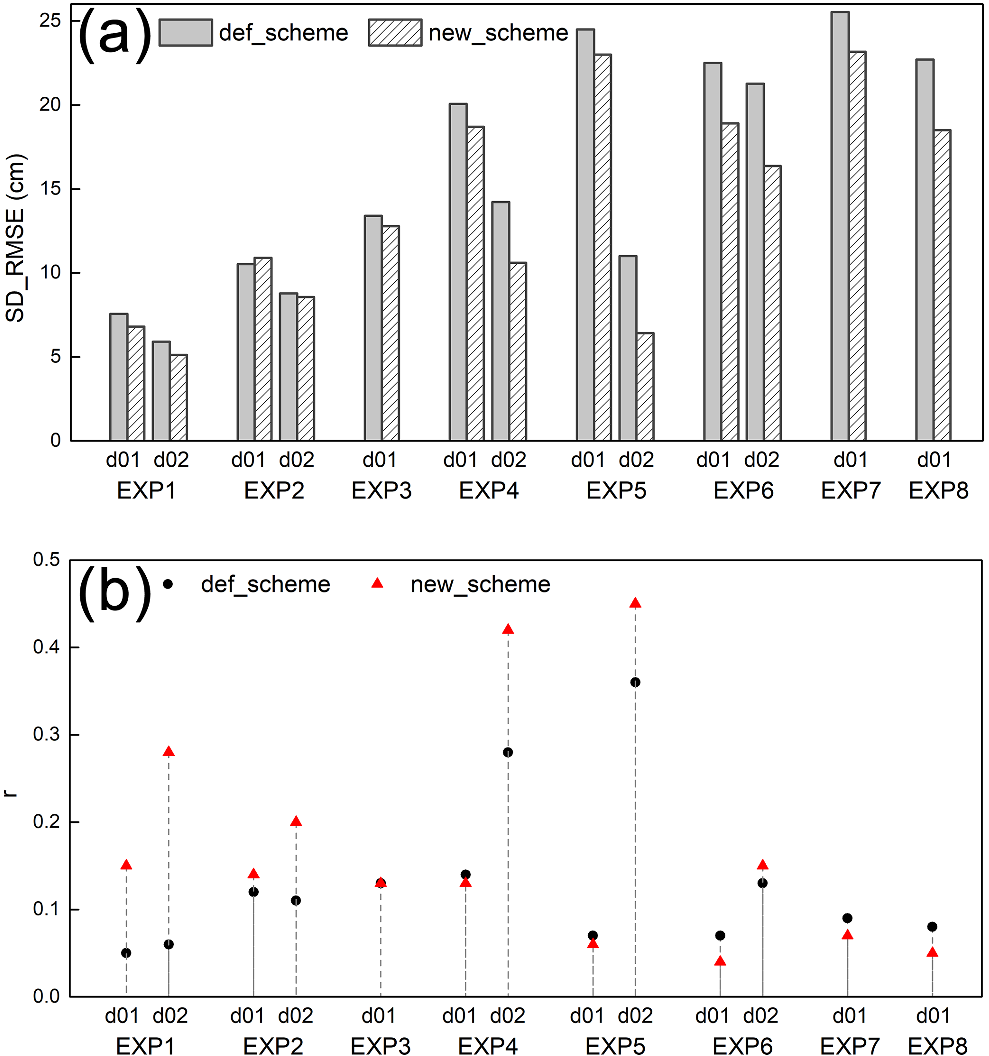 (a) def_scheme new_scheme
25
20
15
10
5
0
SD_RMSE (cm)
d01 d02 d01 d02 d01 d01 d02 d01 d02 d01 d02 d01 d01
EXP1 EXP2 EXP3 EXP4 EXP5 EXP6 EXP7 EXP8
(b) def_scheme new_scheme
0.5
0.4
0.3
0.2
0.1
0.0
r
d01 d02 d01 d02 d01 d01 d02 d01 d02 d01 d02 d01 d01
EXP1 EXP2 EXP3 EXP4 EXP5 EXP6 EXP7 EXP8